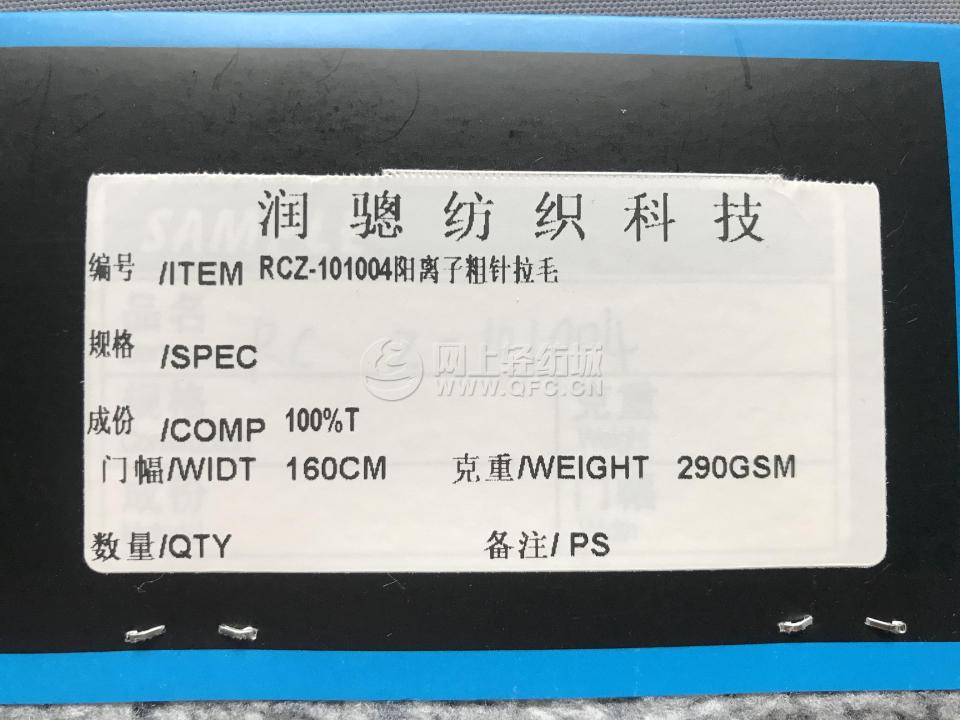 润骢纺织科技
编号/ITEM RCZ-101004阳离子粗针拉毛
规格/SPEC
网上轻纺城
WWW.QFC.CN
成份/COMP 100%T
门幅/WIDT 160CM 克重/WEIGHT 290GSM
数量/QTY 备注/ PS